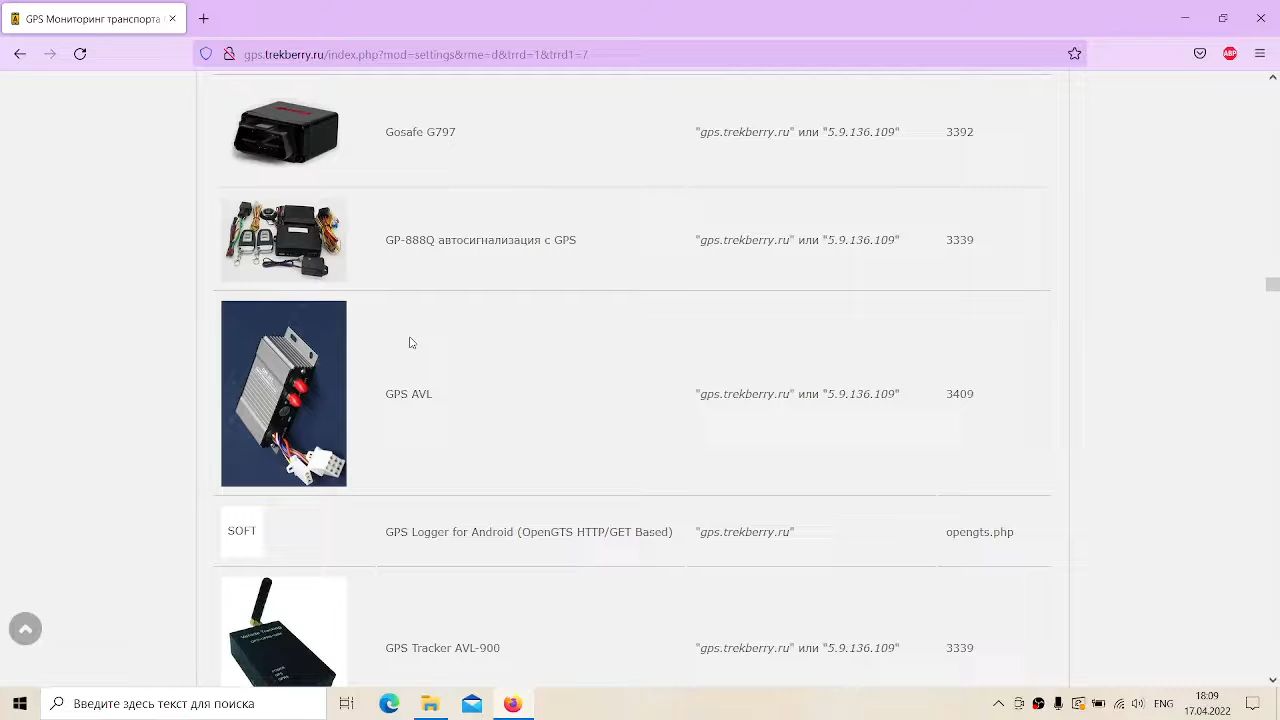 GPS Мониторинг транспорта
gps.trekberry.ru/index.php?mod=settings&rme=d&trrd=1&trrd1=7
ABP
Gosafe G797 "gps.trekberry.ru" или "5.9.136.109"
GP-888Q автосигнализация с GPS "gps.trekberry.ru" или "5.9.136.109" 3339
GPS AVL "gps.trekberry.ru" или "5.9.136.109" 3409
SOFT GPS Logger for Android (OpenGTS HTTP/GET Based) "gps.trekberry.ru" opengts.php
Vehicle Tracker
GPS Tracker AVL-900 "gps.trekberry.ru" или "5.9.136.109" 3339
Введите здесь текст для поиска
ENG
18:09
17.04.2022